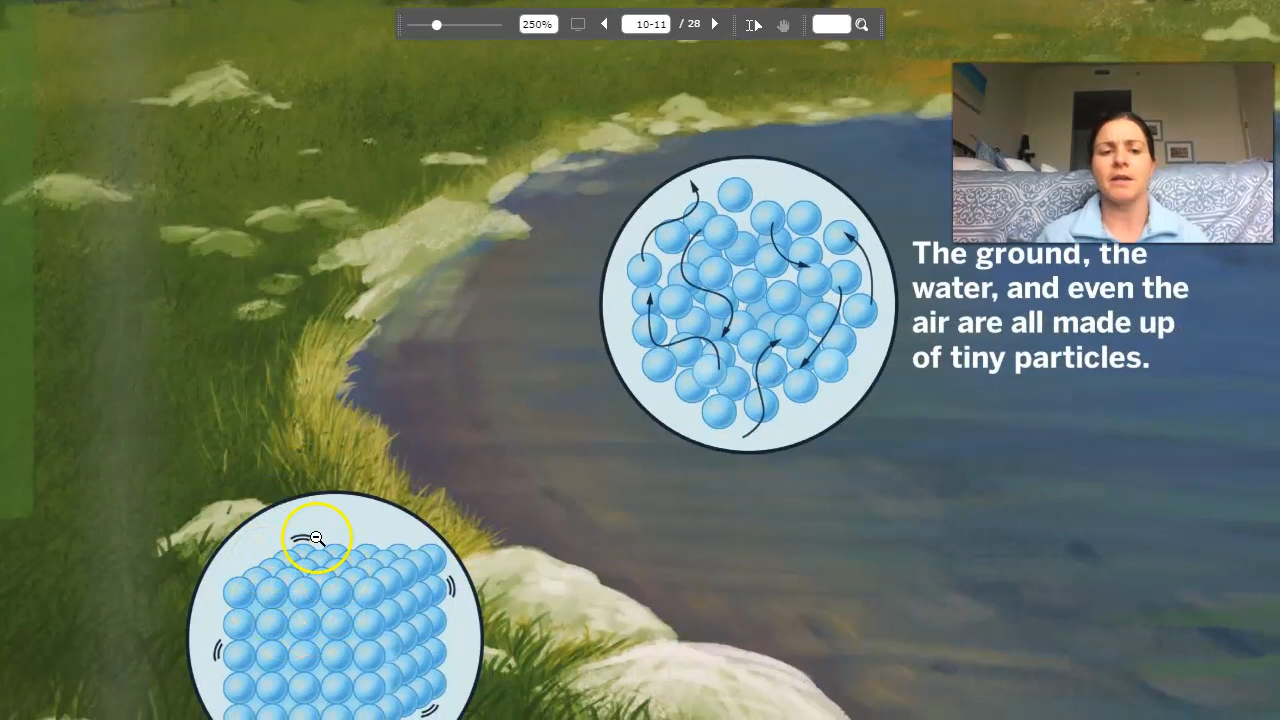 250% 10-11 / 28
The ground, the
water, and even the
air are all made up
of tiny particles.